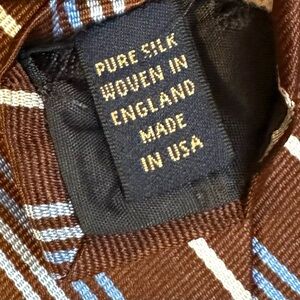 PURE SILK
WOVEN IN
ENGLAND
MADE
IN USA